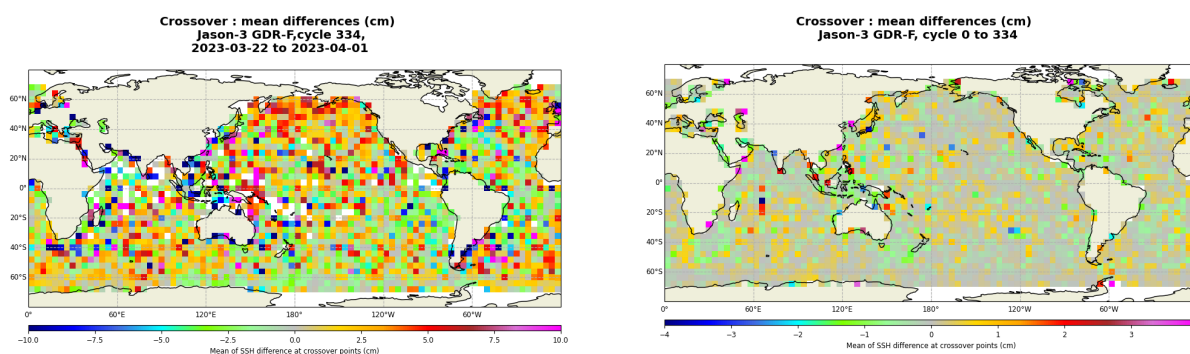 Crossover : mean differences (cm)
Jason-3 GDR-F,cycle 334,
2023-03-22 to 2023-04-01
60°N
40°N
20°N
0°
20°S
40°S
60°S
0°
60°E
120°E
180°
120°W
60°W
−10.0 −7.5 −5.0 −2.5 0.0 2.5 5.0 7.5 10.0
Mean of SSH difference at crossover points (cm)
Crossover : mean differences (cm)
Jason-3 GDR-F, cycle 0 to 334
60°N
40°N
20°N
0°
20°S
40°S
60°S
0°
60°E
120°E
180°
120°W
60°W
−4 −3 −2 −1 0 1 2 3
Mean of SSH difference at crossover points (cm)